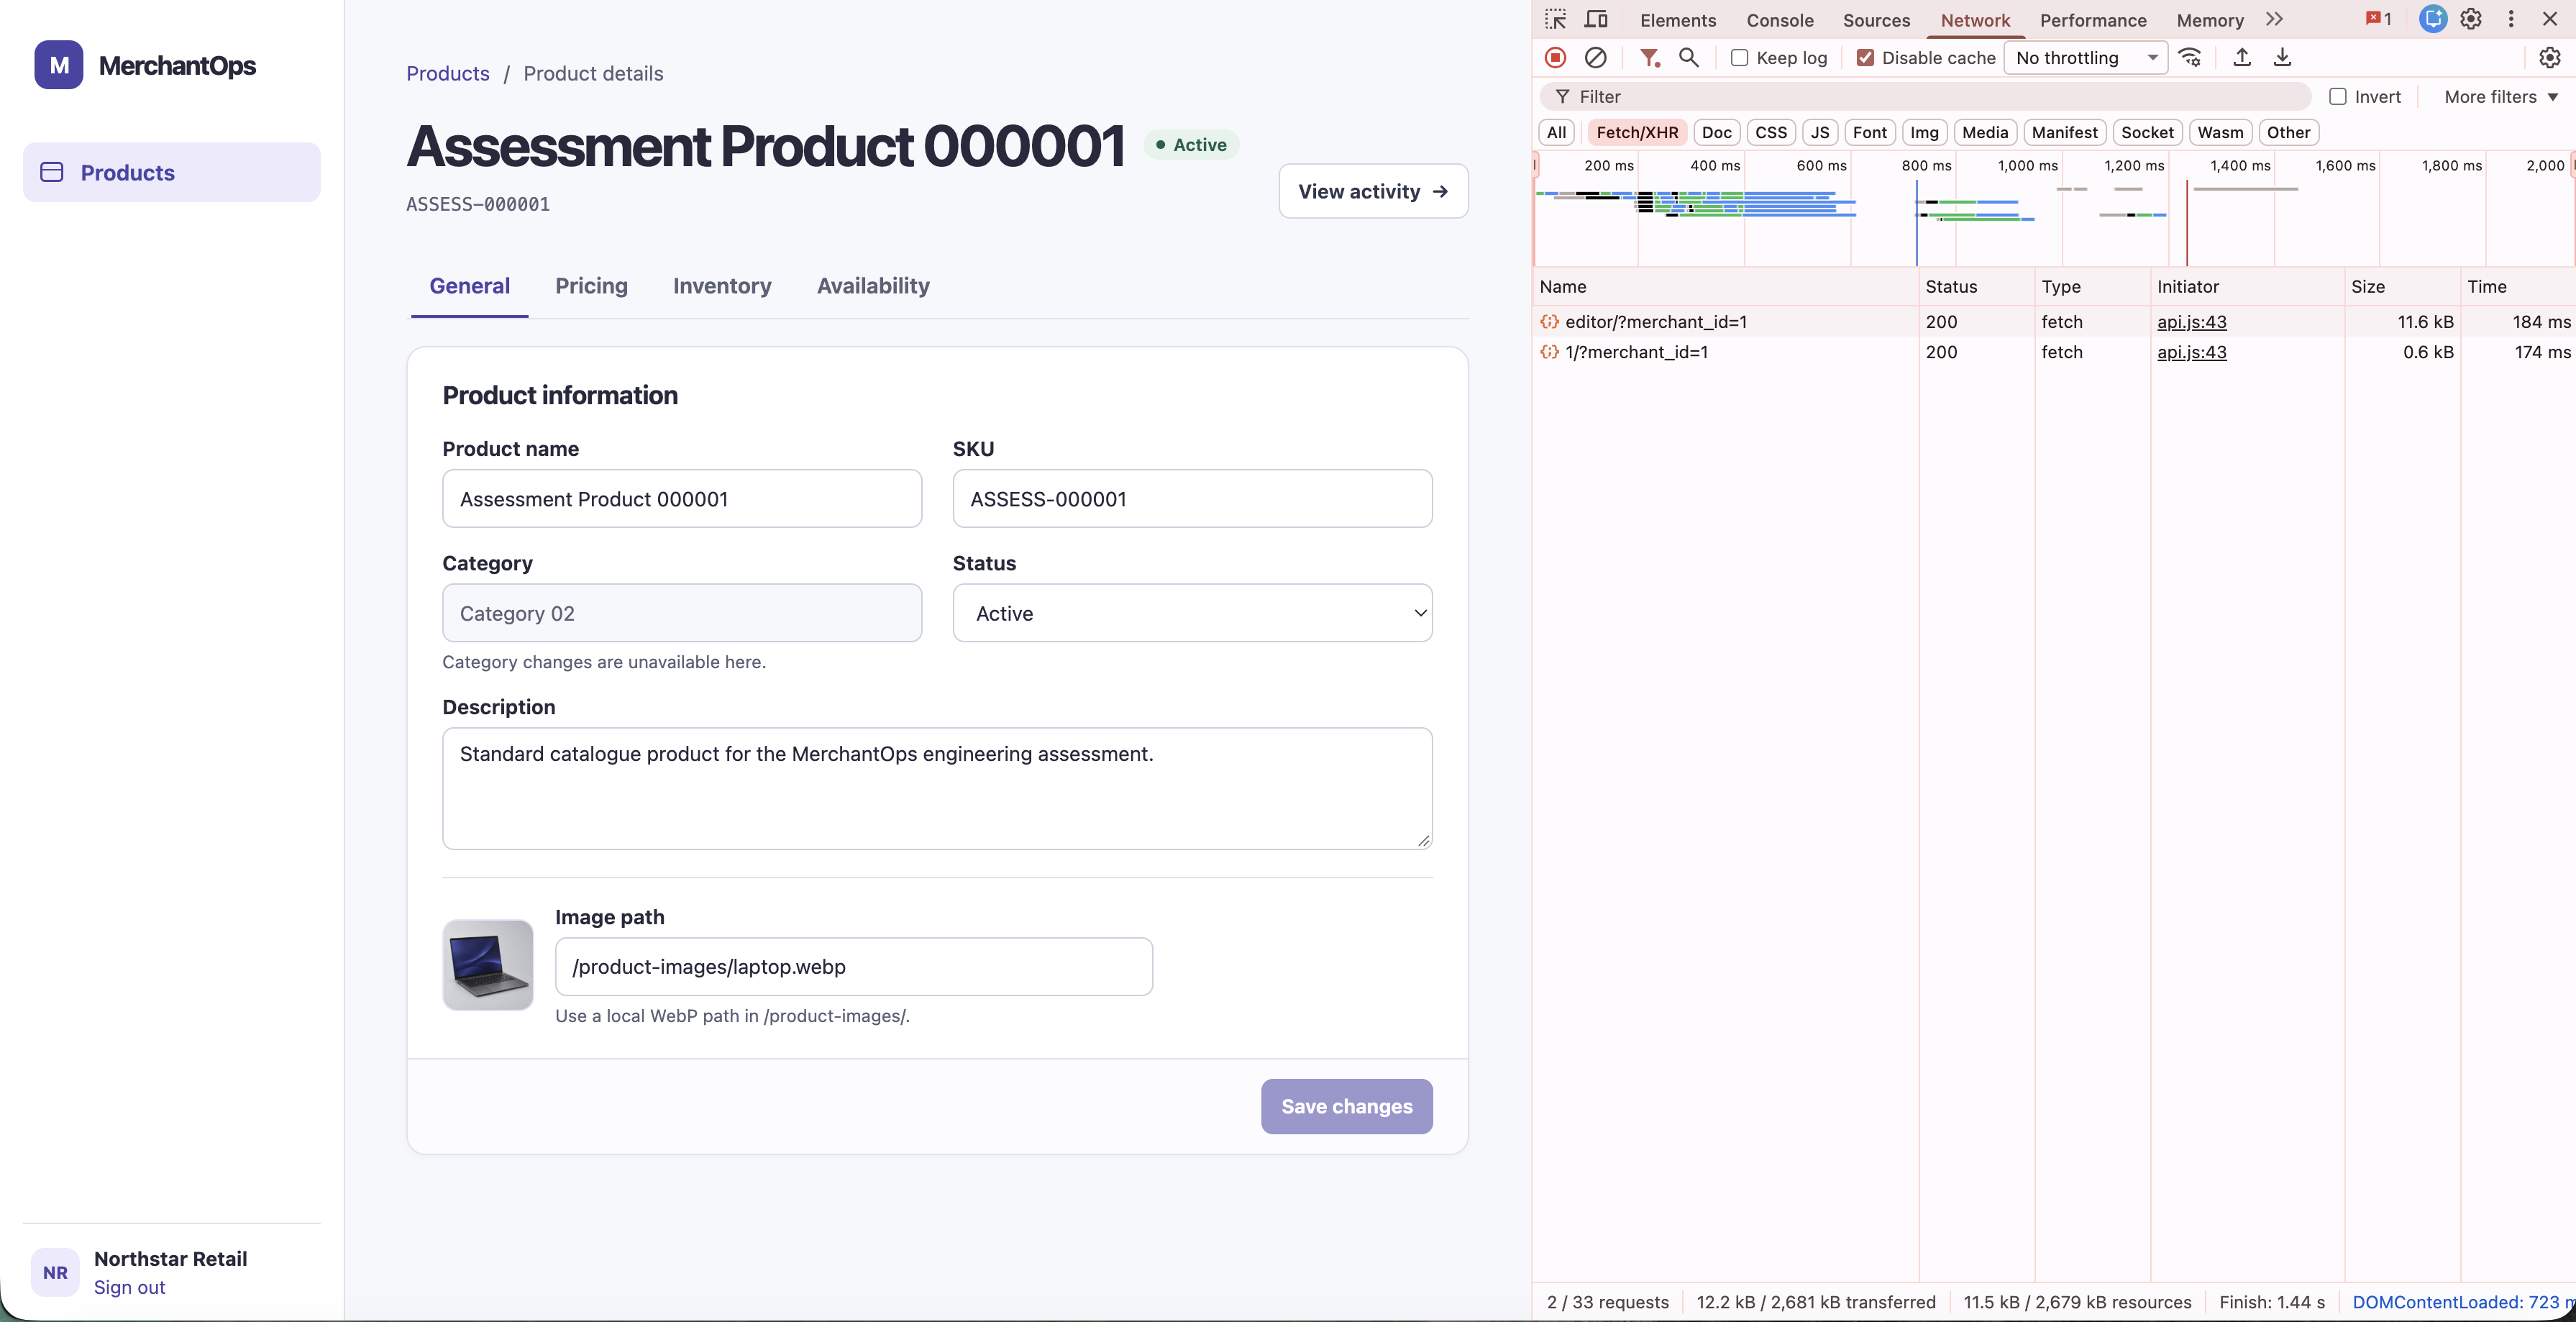 M MerchantOps
Products
NR Northstar Retail
Sign out
Products / Product details
Assessment Product 000001 Active
ASSESS-000001
View activity →
General Pricing Inventory Availability
Product information
Product name SKU
Assessment Product 000001 ASSESS-000001
Category Status
Category 02 Active
Category changes are unavailable here.
Description
Standard catalogue product for the MerchantOps engineering assessment.
Image path
/product-images/laptop.webp
Use a local WebP path in /product-images/.
Save changes
Elements Console Sources Network Performance Memory 1
Keep log Disable cache No throttling
Filter Invert More filters
All Fetch/XHR Doc CSS JS Font Img Media Manifest Socket Wasm Other
200 ms 400 ms 600 ms 800 ms 1,000 ms 1,200 ms 1,400 ms 1,600 ms 1,800 ms 2,000
Name Status Type Initiator Size Time
editor/?merchant_id=1 200 fetch api.js:43 11.6 kB 184 ms
1/?merchant_id=1 200 fetch api.js:43 0.6 kB 174 ms
2 / 33 requests 12.2 kB / 2,681 kB transferred 11.5 kB / 2,679 kB resources Finish: 1.44 s DOMContentLoaded: 723 m